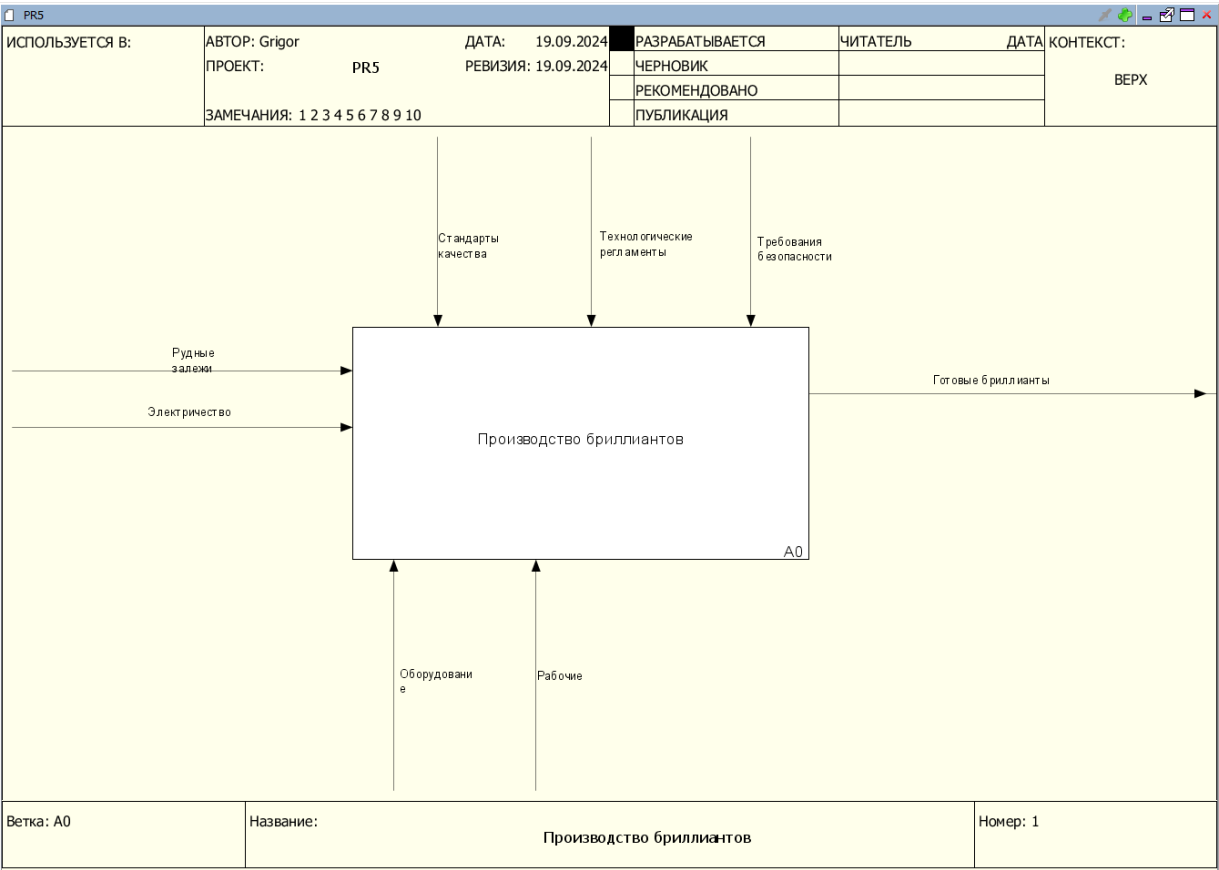 PR5
ИСПОЛЬЗУЕТСЯ В:
АВТОР: Grigor
ДАТА: 19.09.2024
РАЗРАБАТЫВАЕТСЯ
ЧИТАТЕЛЬ
ДАТА
КОНТЕКСТ:
ПРОЕКТ: PR5
РЕВИЗИЯ: 19.09.2024
ЧЕРНОВИК
ВЕРХ
РЕКОМЕНДОВАНО
ЗАМЕЧАНИЯ: 1 2 3 4 5 6 7 8 9 10
ПУБЛИКАЦИЯ
Стандарты
качества
Технологические
регламенты
Требования
безопасности
Рудные
залежи
Электричество
Готовые бриллианты
Производство бриллиантов
A0
Оборудовани
е
Рабочие
Ветка: A0
Название:
Производство бриллиантов
Номер: 1